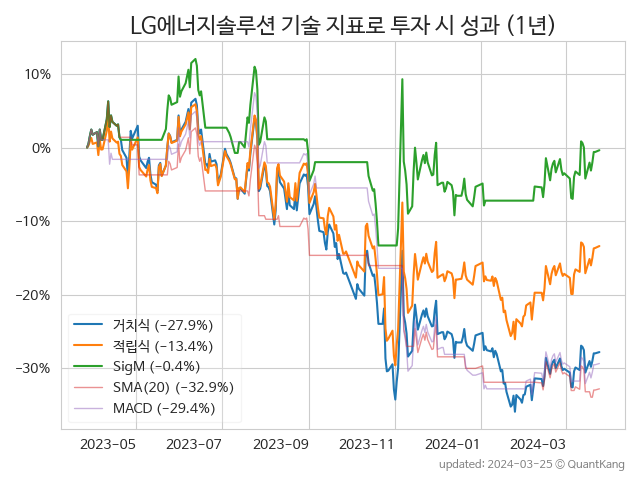 LG에너지솔루션 기술 지표로 투자 시 성과 (1년)
10%
0%
−10%
−20%
−30%
거치식 (−27.9%)
적립식 (−13.4%)
SigM (−0.4%)
SMA(20) (−32.9%)
MACD (−29.4%)
2023-05 2023-07 2023-09 2023-11 2024-01 2024-03
updated: 2024-03-25 © QuantKang